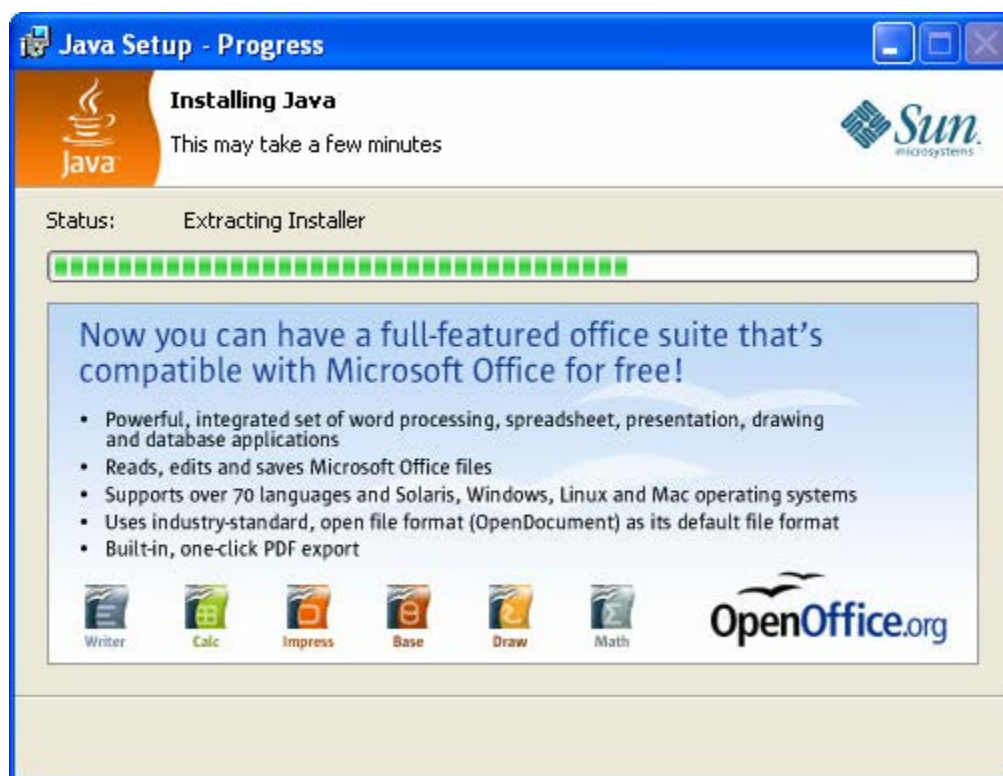 Java Setup - Progress
Installing Java
This may take a few minutes
Java
Sun
microsystems
Status: Extracting Installer
Now you can have a full-featured office suite that's
compatible with Microsoft Office for free!
• Powerful, integrated set of word processing, spreadsheet, presentation, drawing
and database applications
• Reads, edits and saves Microsoft Office files
• Supports over 70 languages and Solaris, Windows, Linux and Mac operating systems
• Uses industry-standard, open file format (OpenDocument) as its default file format
• Built-in, one-click PDF export
Writer Calc Impress Base Draw Math
OpenOffice.org